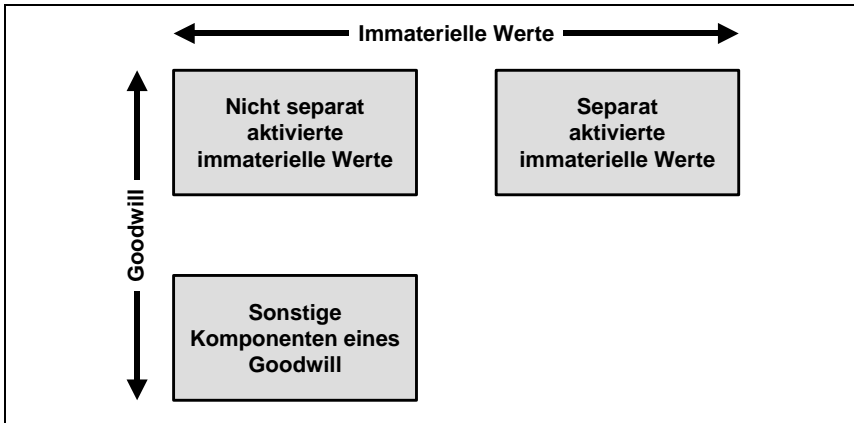 Immaterielle Werte
Nicht separat
aktivierte
immaterielle Werte
Separat
aktivierte
immaterielle Werte
Goodwill
Sonstige
Komponenten eines
Goodwill